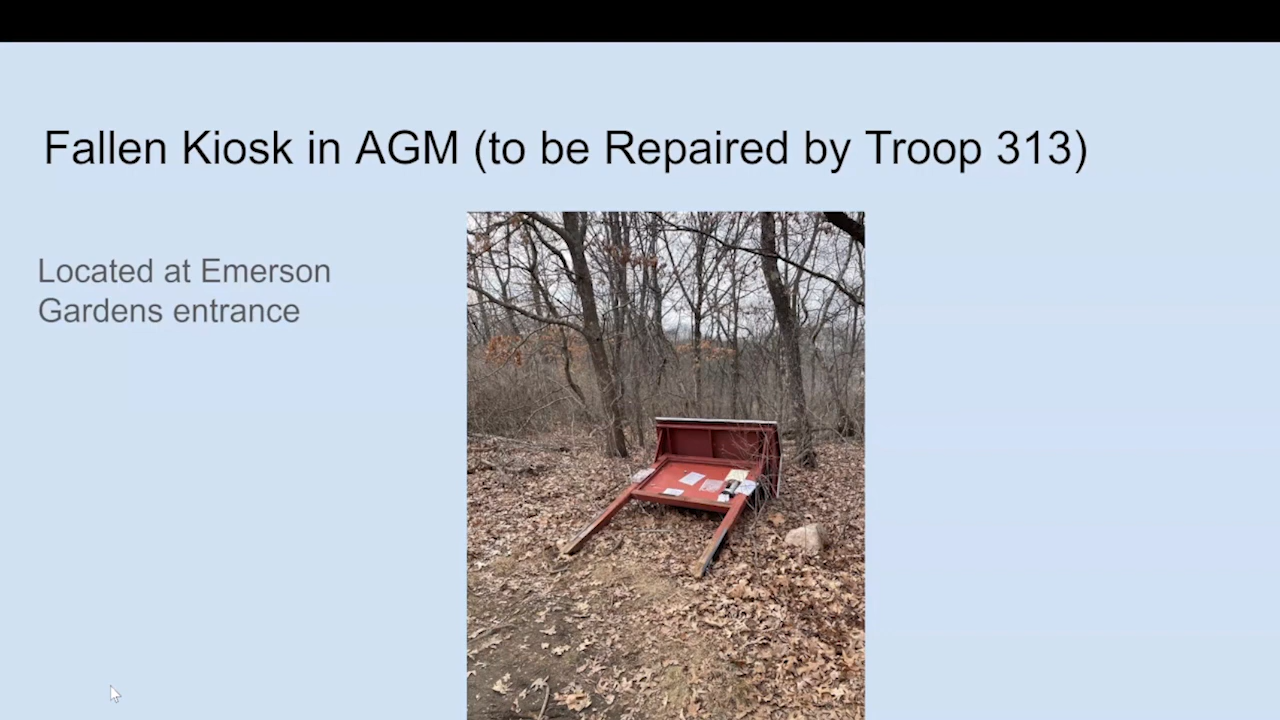 Fallen Kiosk in AGM (to be Repaired by Troop 313)
Located at Emerson
Gardens entrance